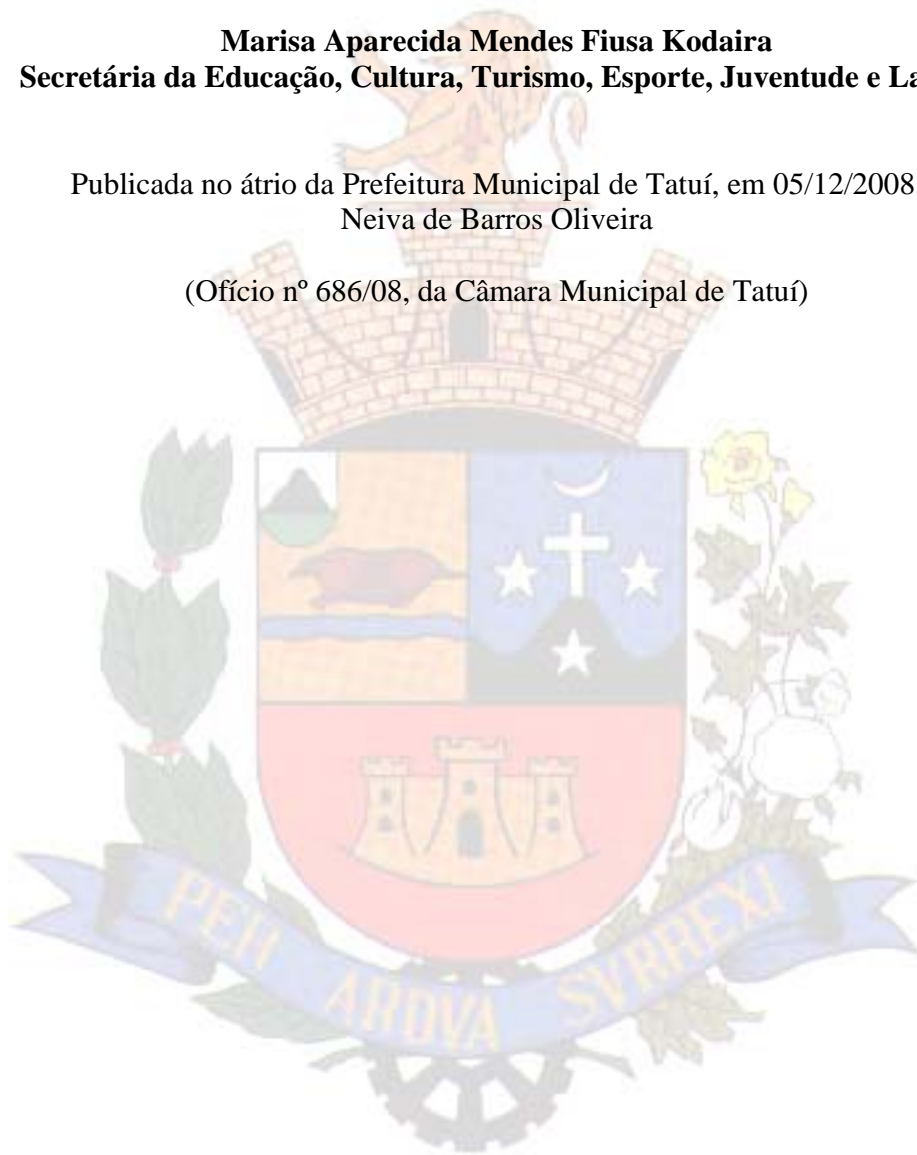 Marisa Aparecida Mendes Fiusa Kodaira
Secretária da Educação, Cultura, Turismo, Esporte, Juventude e La
Publicada no átrio da Prefeitura Municipal de Tatuí, em 05/12/2008
Neiva de Barros Oliveira
(Ofício nº 686/08, da Câmara Municipal de Tatuí)
PER ARDVA SVRREXI